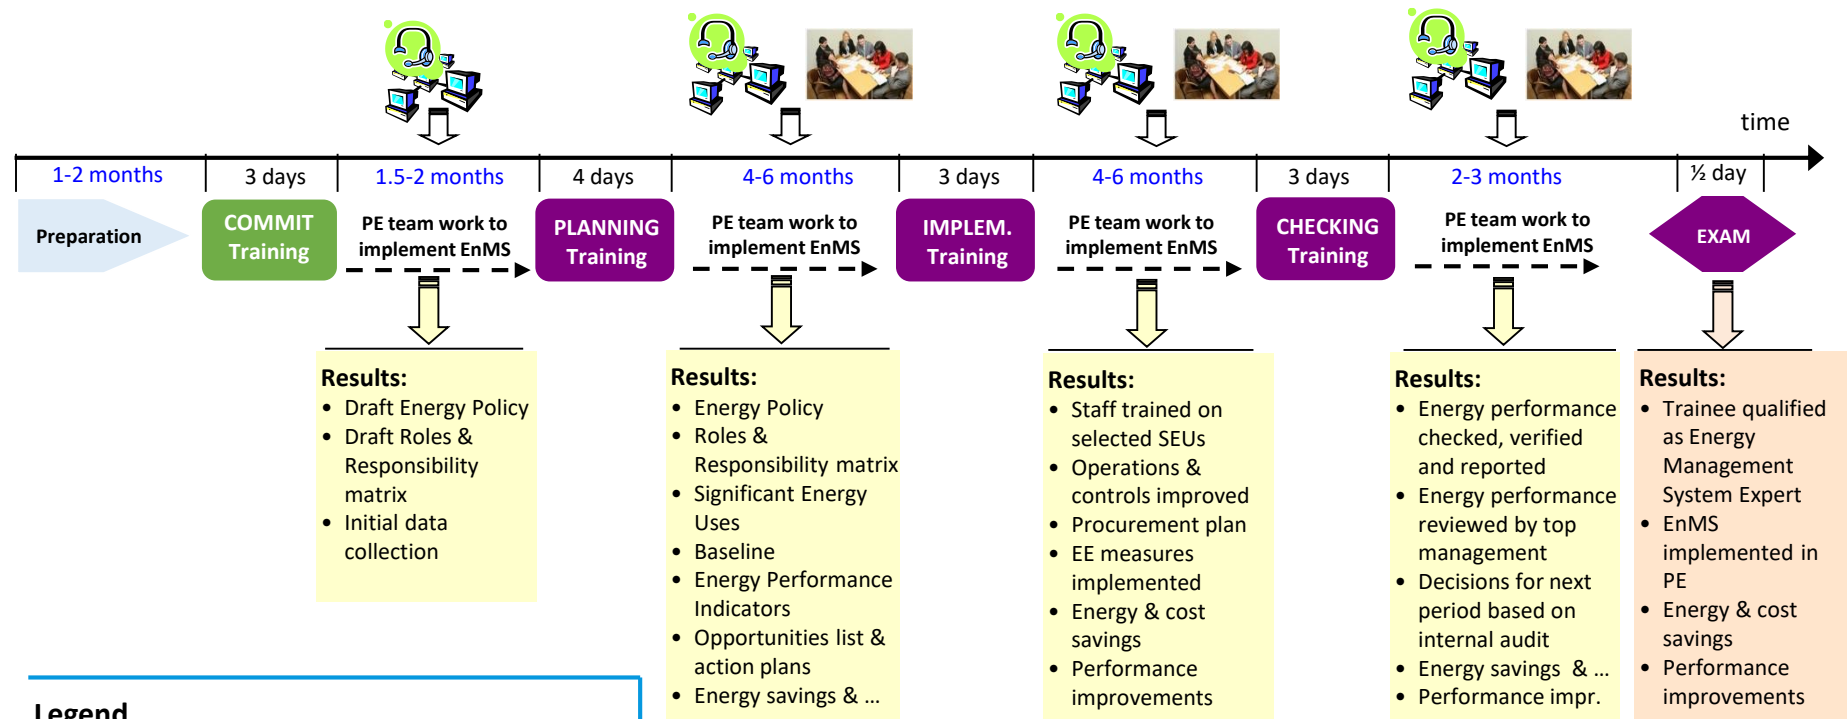 time
1-2 months
3 days
1.5-2 months
4 days
4-6 months
3 days
4-6 months
3 days
2-3 months
½ day
Preparation
COMMIT
Training
PE team work to
implement EnMS
PLANNING
Training
PE team work to
implement EnMS
IMPLEM.
Training
PE team work to
implement EnMS
CHECKING
Training
PE team work to
implement EnMS
EXAM
Results:
• Draft Energy Policy
• Draft Roles &
Responsibility
matrix
• Initial data
collection
Results:
• Energy Policy
• Roles &
Responsibility matrix
• Significant Energy
Uses
• Baseline
• Energy Performance
Indicators
• Opportunities list &
action plans
• Energy savings & ...
Results:
• Staff trained on
selected SEUs
• Operations &
controls improved
• Procurement plan
• EE measures
implemented
• Energy & cost
savings
• Performance
improvements
Results:
• Energy performance
checked, verified
and reported
• Energy performance
reviewed by top
management
• Decisions for next
period based on
internal audit
• Energy savings & ...
• Performance impr.
Results:
• Trainee qualified
as Energy
Management
System Expert
• EnMS
implemented in
PE
• Energy & cost
savings
• Performance
improvements
Legend